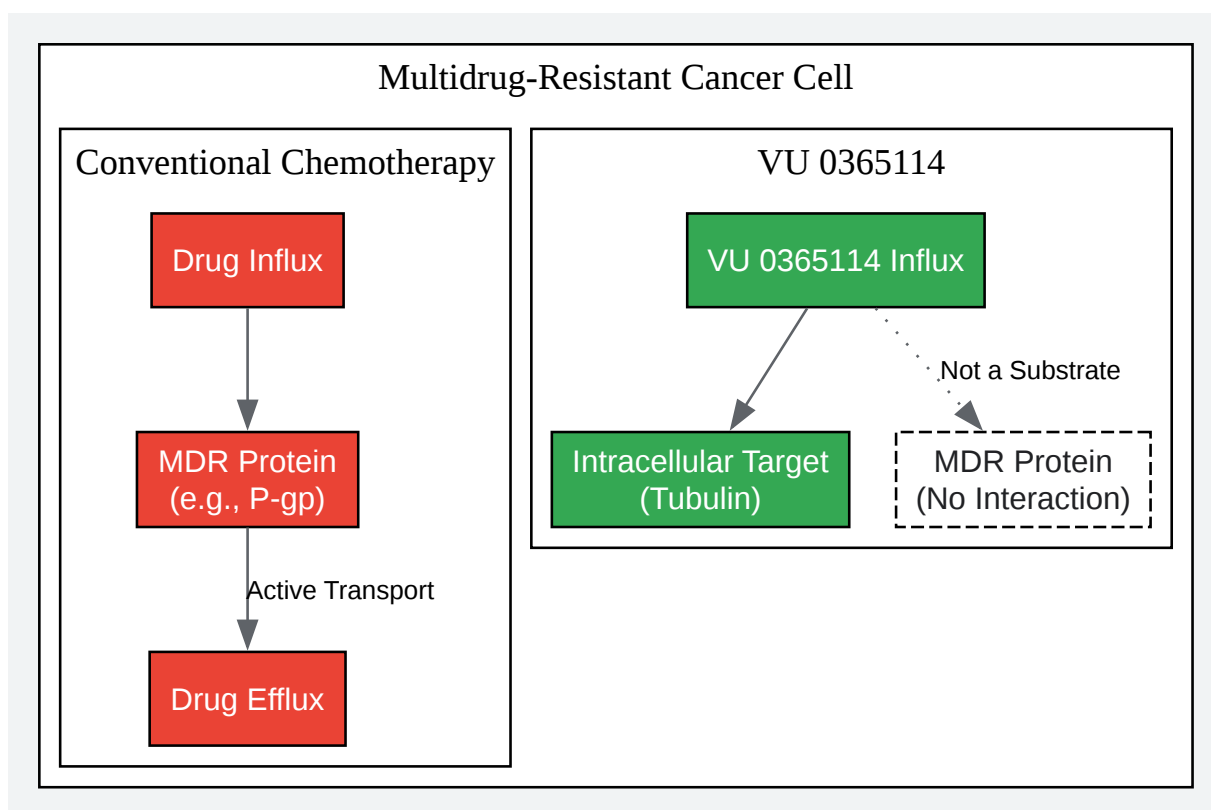 Multidrug-Resistant Cancer Cell
Conventional Chemotherapy
Drug Influx
MDR Protein
(e.g., P-gp)
Active Transport
Drug Efflux
VU 0365114
VU 0365114 Influx
Not a Substrate
Intracellular Target
(Tubulin)
MDR Protein
(No Interaction)